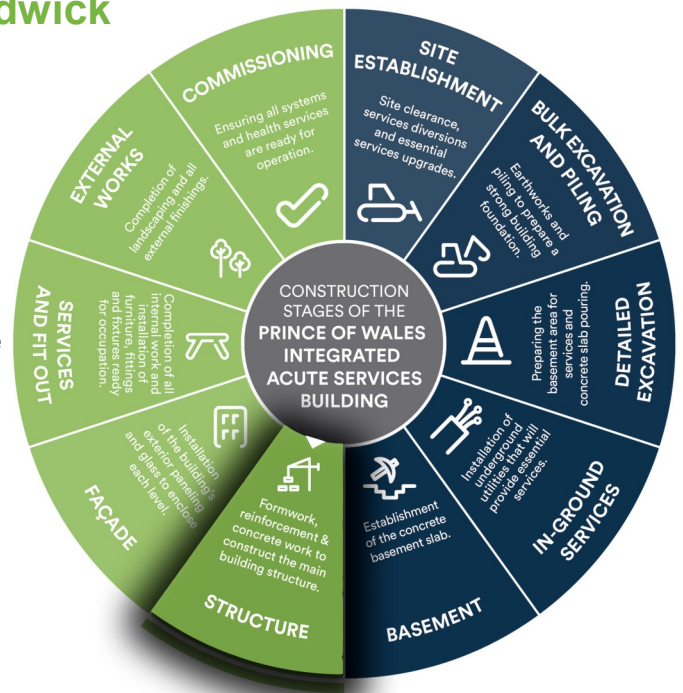 dwick
CONSTRUCTION
STAGES OF THE
PRINCE OF WALES
INTEGRATED
ACUTE SERVICES
BUILDING
SITE
ESTABLISHMENT
Site clearance,
services diversions
and essential
services upgrades.
BULK EXCAVATION
AND PILING
Earthworks and
piling to prepare a
strong building
foundation.
DETAILED
EXCAVATION
Preparing the
basement area for
services and
concrete slab pouring.
IN-GROUND
SERVICES
Installation of
underground
utilities that will
provide essential
services.
BASEMENT
Establishment
of the concrete
basement slab.
STRUCTURE
Formwork,
reinforcement &
concrete work to
construct the main
building structure.
FAÇADE
Installation
of the building's
exterior paneling
and glass to enclose
each level.
SERVICES
AND FIT OUT
Completion of all
internal work and
installation of
furniture, fittings
and fixtures ready
for occupation.
EXTERNAL
WORKS
Completion of
landscaping and all
external finishings.
COMMISSIONING
Ensuring all systems
and health services
are ready for
operation.